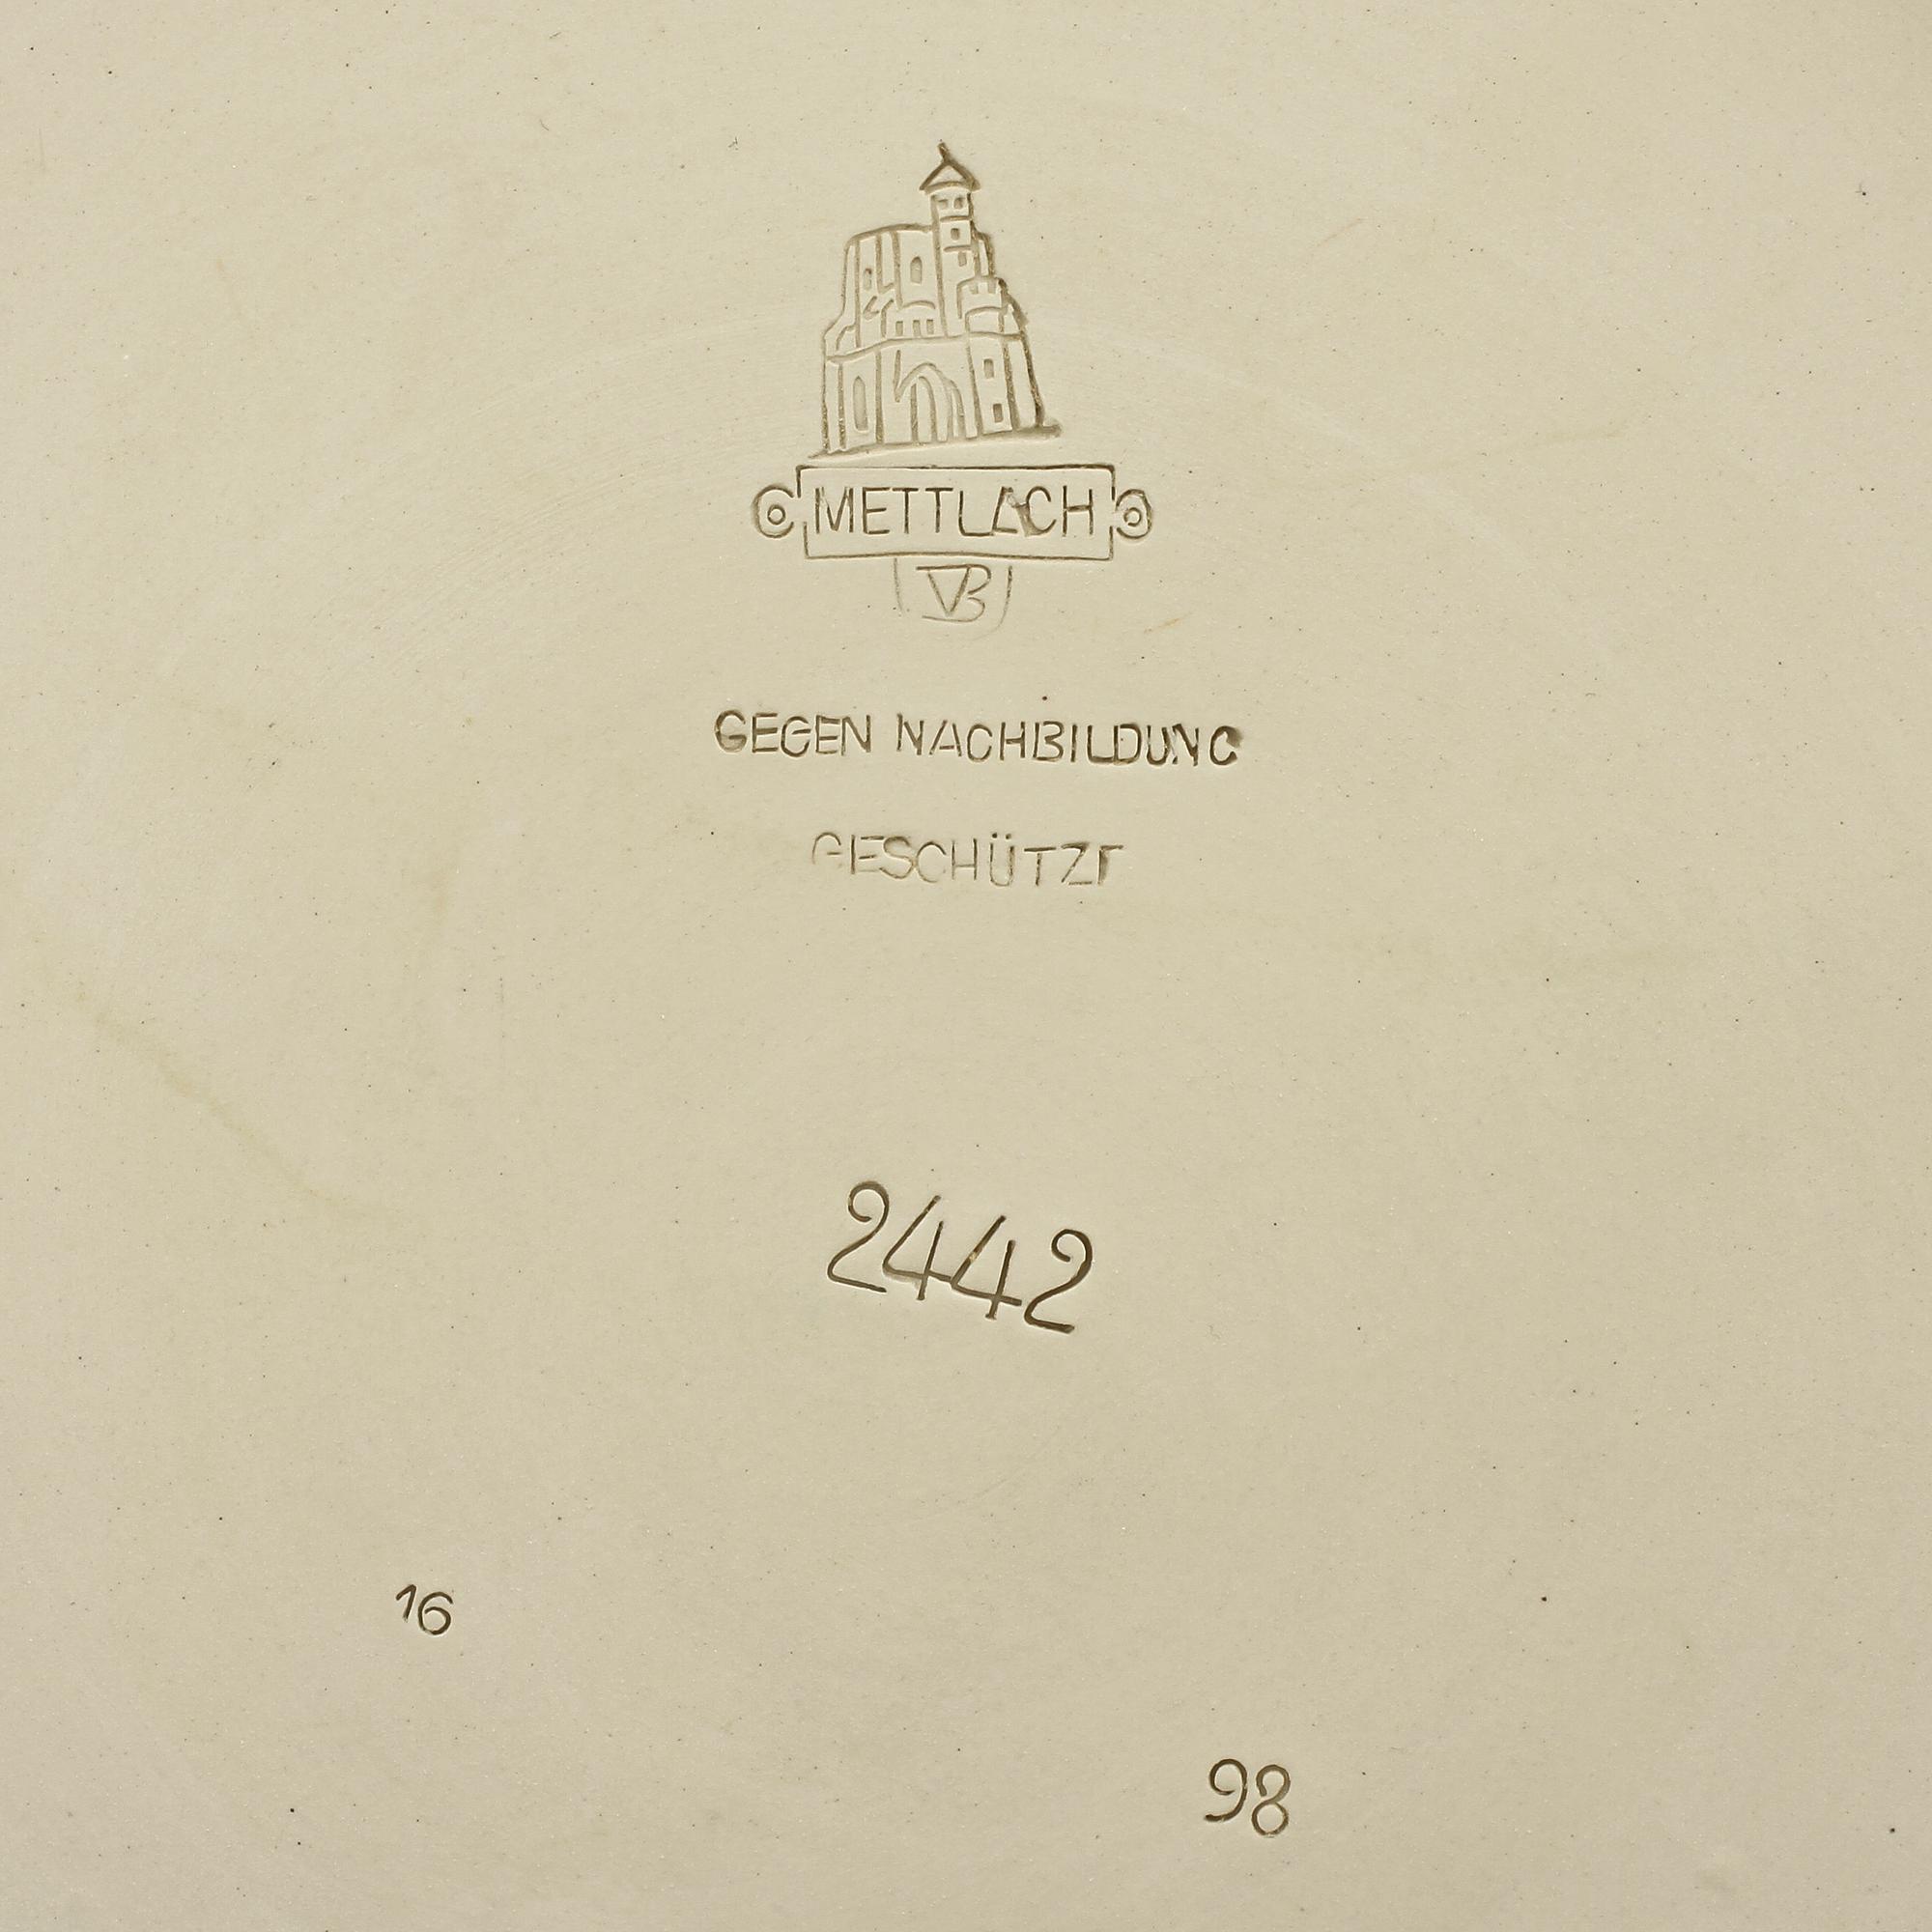 METTLACH
VB
GEGEN NACHBILDUNG
GESCHÜTZT
2442
16
98